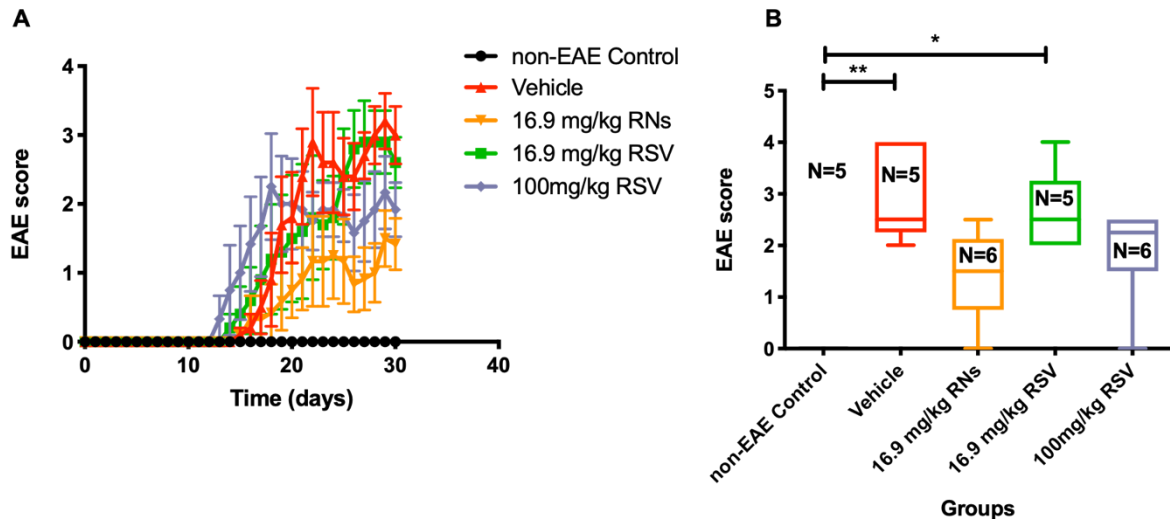 A
EAE score
4
3
2
1
0
0
10
20
30
40
Time (days)
non-EAE Control
Vehicle
16.9 mg/kg RNs
16.9 mg/kg RSV
100mg/kg RSV
B
*
**
EAE score
5
4
3
2
1
0
N=5
N=5
N=6
N=5
N=6
non-EAE Control
Vehicle
16.9 mg/kg RNs
16.9 mg/kg RSV
100mg/kg RSV
Groups